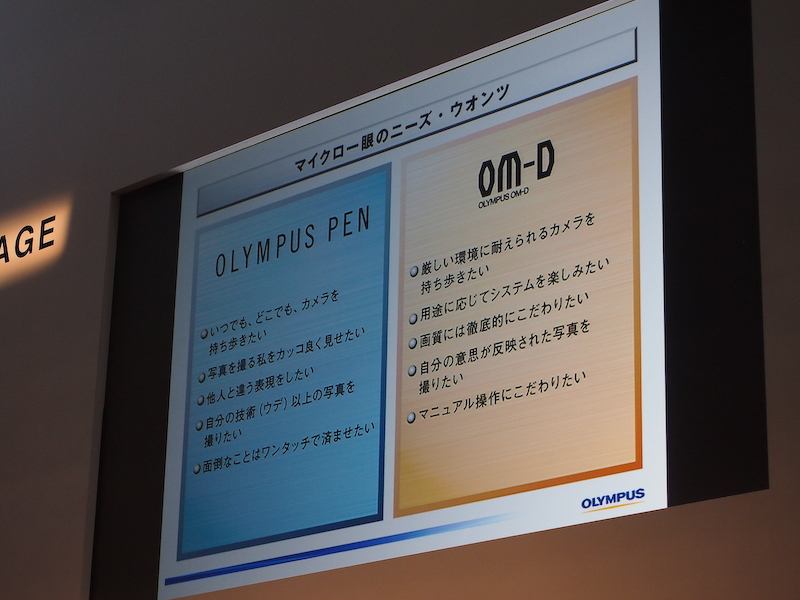 AGE
マイクロ一眼のニーズ・ウオンツ
OLYMPUS PEN
いつでも、どこでも、カメラを
持ち歩きたい
写真を撮る私をカッコ良く見せたい
他人と違う表現をしたい
自分の技術（ウデ）以上の写真を
撮りたい
面倒なことはワンタッチで済ませたい
OM-D
OLYMPUS OM-D
厳しい環境に耐えられるカメラを
持ち歩きたい
用途に応じてシステムを楽しみたい
画質には徹底的にこだわりたい
自分の意思が反映された写真を
撮りたい
マニュアル操作にこだわりたい
OLYMPUS